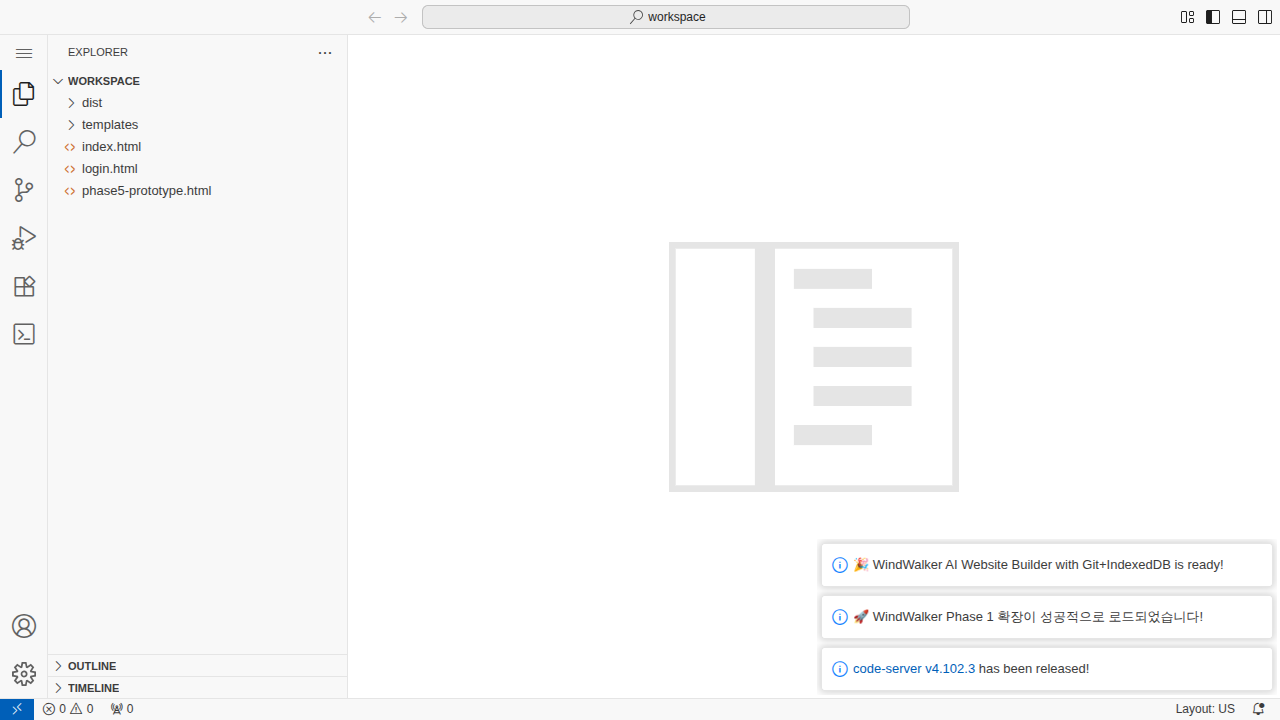 workspace
EXPLORER
WORKSPACE
dist
templates
index.html
login.html
phase5-prototype.html
🎉 WindWalker AI Website Builder with Git+IndexedDB is ready!
🚀 WindWalker Phase 1 확장이 성공적으로 로드되었습니다!
code-server v4.102.3 has been released!
OUTLINE
TIMELINE
0 0 0 Layout: US